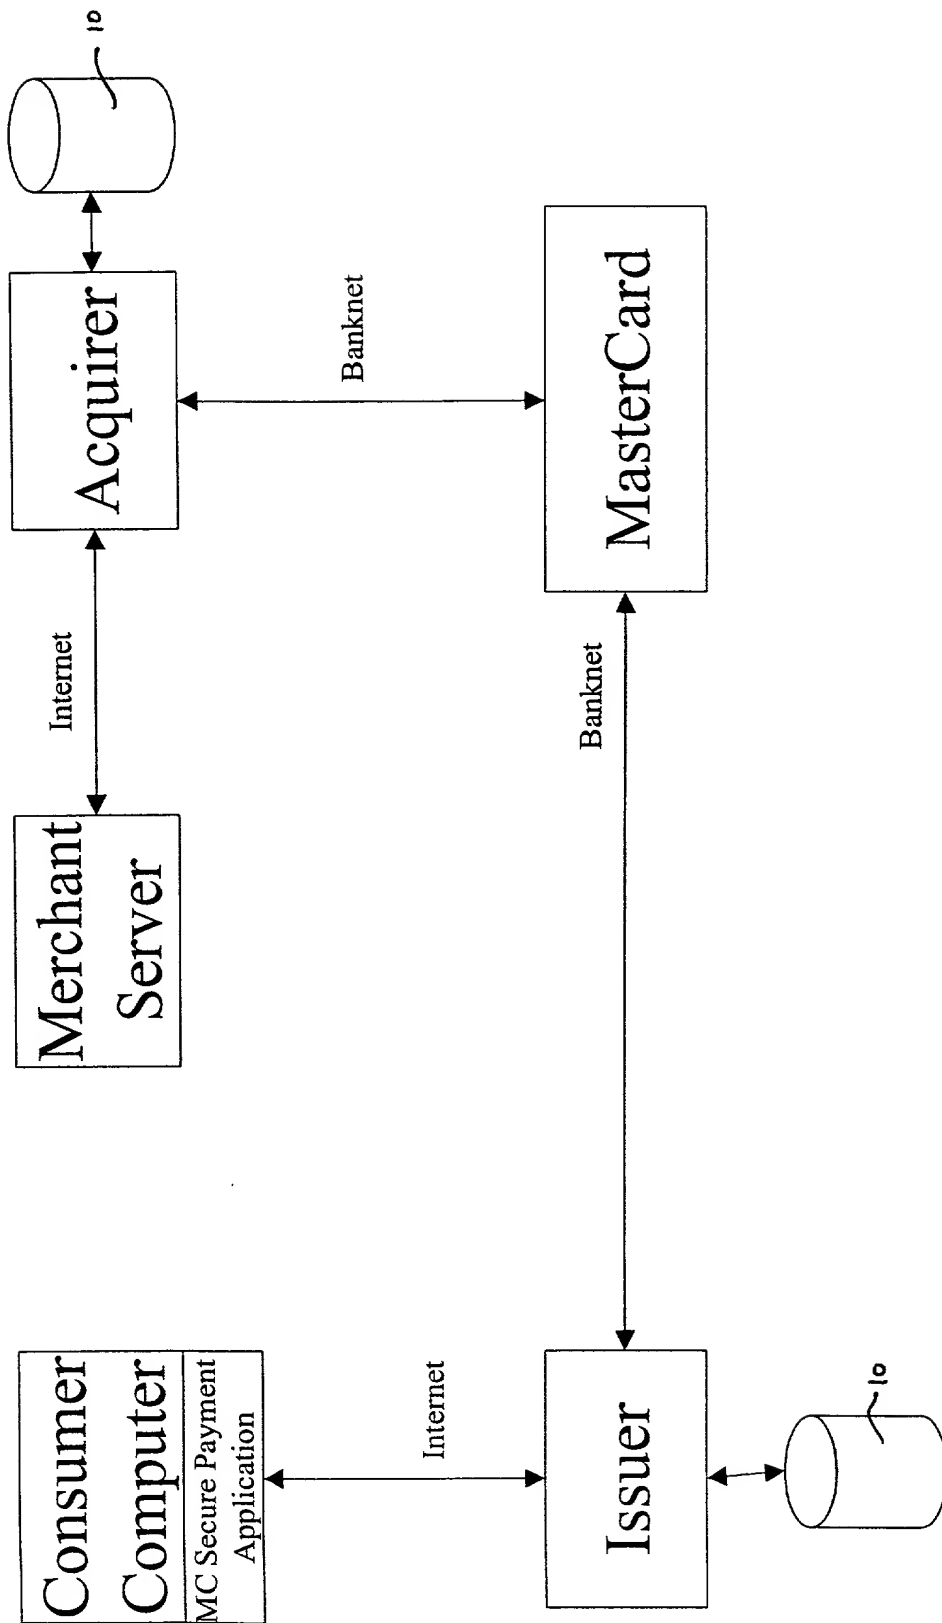 Consumer
Computer
MC Secure Payment
Application
Internet
Issuer
10
Merchant
Server
Internet
Acquirer
10
Banknet
Banknet
MasterCard